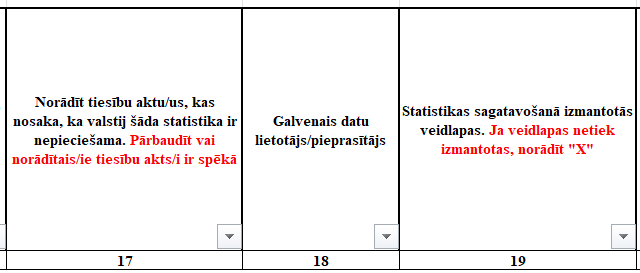 Norādīt tiesību aktu/us, kas
nosaka, ka valstij šāda statistika ir
nepieciešama. Pārbaudīt vai
norādītais/ie tiesību akts/i ir spēkā
Galvenais datu
lietotājs/pieprasītājs
Statistikas sagatavošanā izmantotās
veidlapas. Ja veidlapas netiek
izmantotas, norādīt "X"
17
18
19